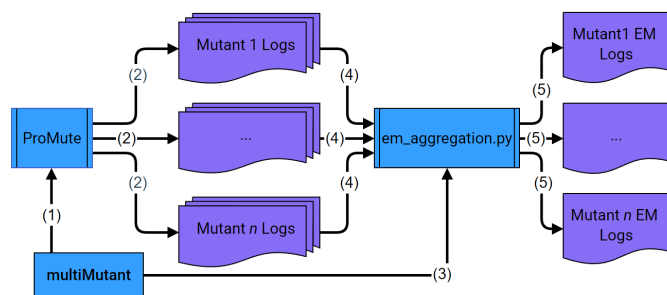 Mutant 1 Logs
Mutant1 EM
Logs
(2)
(4)
(5)
ProMute
(2)
...
(4)
em_aggregation.py
(5)
...
(2)
(4)
(5)
(1)
Mutant n Logs
Mutant n EM
Logs
multiMutant
(3)